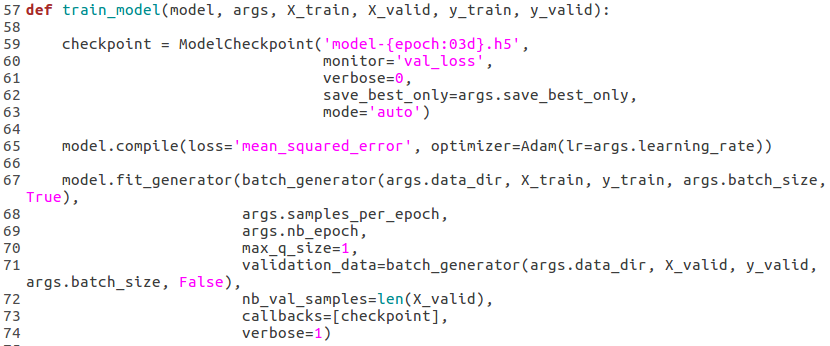 57 def train_model(model, args, X_train, X_valid, y_train, y_valid):
58
59     checkpoint = ModelCheckpoint('model-{epoch:03d}.h5',
60                                  monitor='val_loss',
61                                  verbose=0,
62                                  save_best_only=args.save_best_only,
63                                  mode='auto')
64
65     model.compile(loss='mean_squared_error', optimizer=Adam(lr=args.learning_rate))
66
67     model.fit_generator(batch_generator(args.data_dir, X_train, y_train, args.batch_size,
True),
68                         args.samples_per_epoch,
69                         args.nb_epoch,
70                         max_q_size=1,
71                         validation_data=batch_generator(args.data_dir, X_valid, y_valid,
args.batch_size, False),
72                         nb_val_samples=len(X_valid),
73                         callbacks=[checkpoint],
74                         verbose=1)